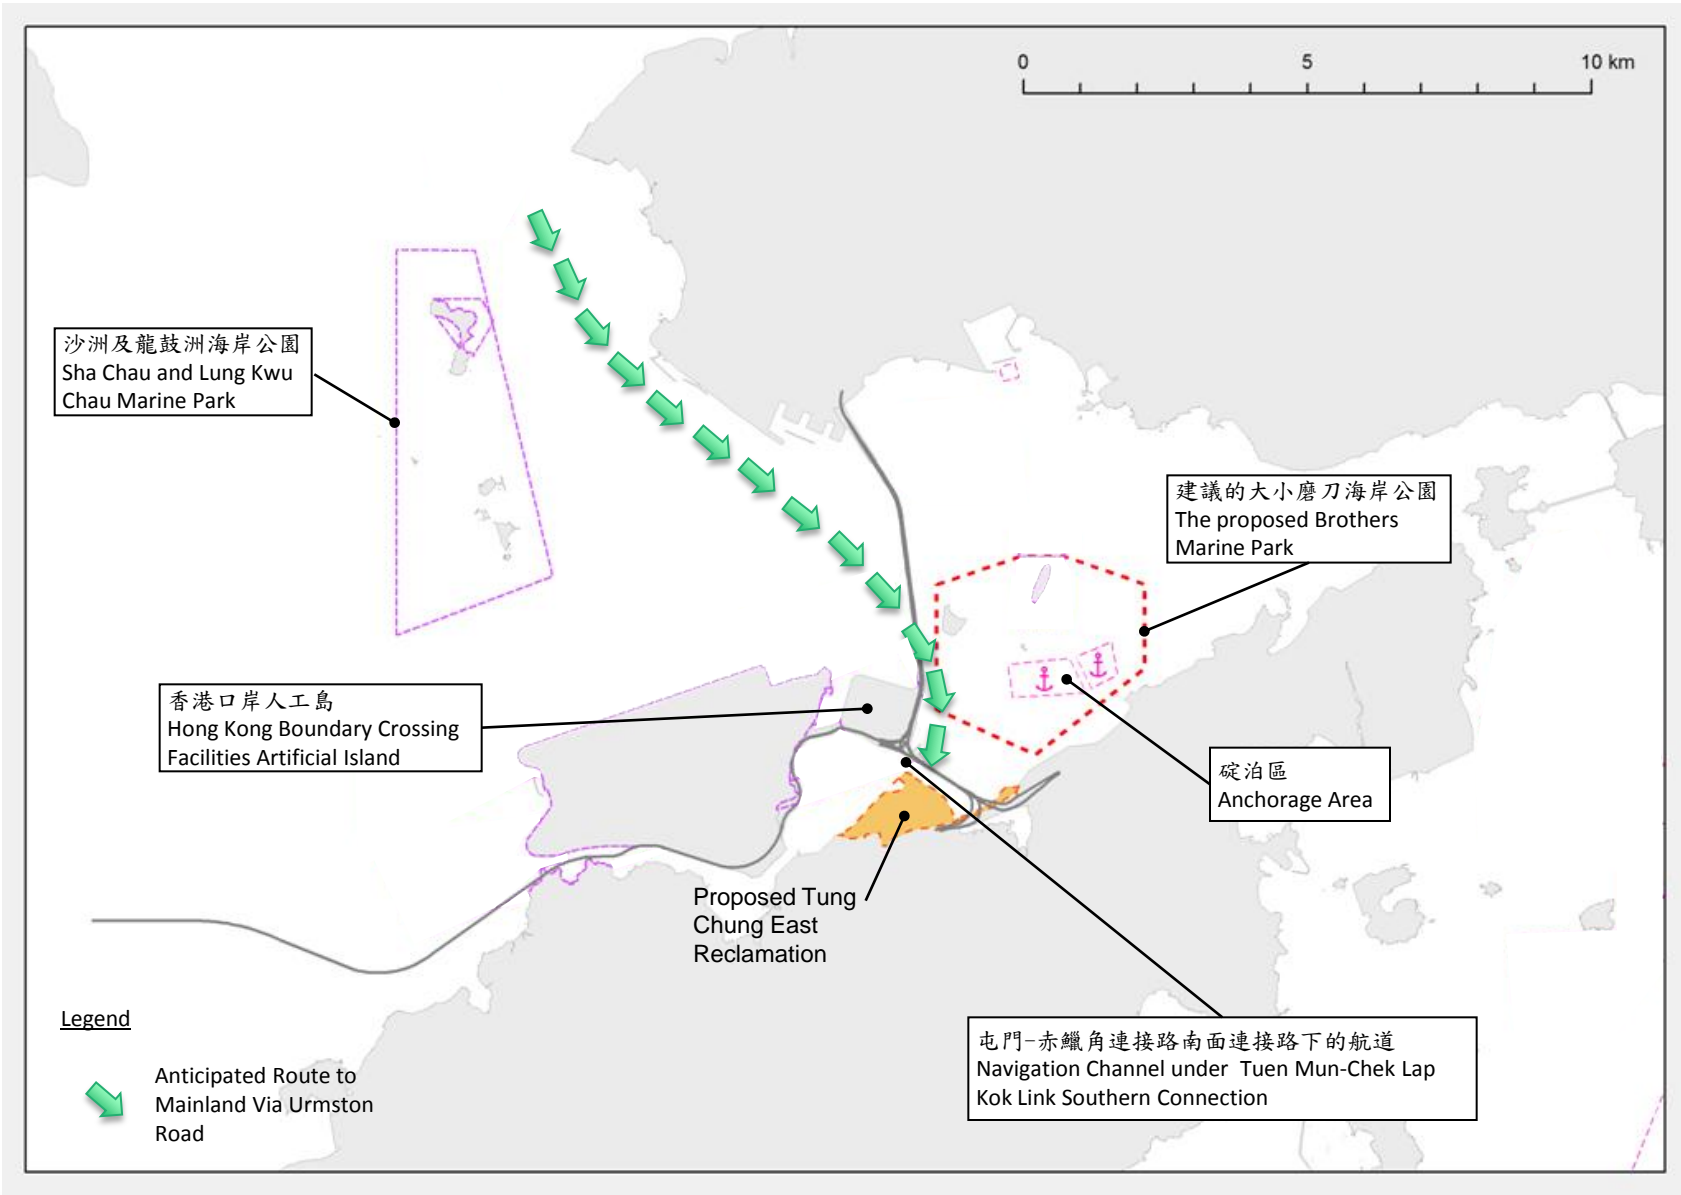 0 5 10 km
沙洲及龍鼓洲海岸公園
Sha Chau and Lung Kwu
Chau Marine Park
建議的大小磨刀海岸公園
The proposed Brothers
Marine Park
香港口岸人工島
Hong Kong Boundary Crossing
Facilities Artificial Island
碇泊區
Anchorage Area
Proposed Tung
Chung East
Reclamation
屯門-赤鱲角連接路南面連接路下的航道
Navigation Channel under Tuen Mun-Chek Lap
Kok Link Southern Connection
Legend
Anticipated Route to
Mainland Via Urmston
Road